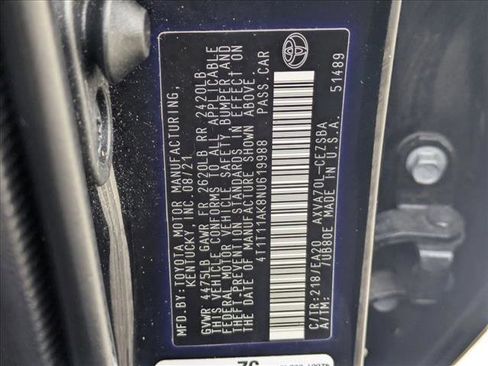 MFD.BY:TOYOTA MOTOR MANUFACTURING,
KENTUCKY, INC. 08/21
GVWR 4475LB GAWR FR 2620LB RR 2420LB
THIS VEHICLE CONFORMS TO ALL APPLICABLE
FEDERAL MOTOR VEHICLE SAFETY, BUMPER AND
THEFT PREVENTION STANDARDS IN EFFECT ON
THE DATE OF MANUFACTURE SHOWN ABOVE.
4T1T11AK8NU619988 PASS.CAR
C/TR:218/EA20 AXVA70L-CEZSBA
A/TM: /UB80E MADE IN U.S.A.
51489
TOYOTA